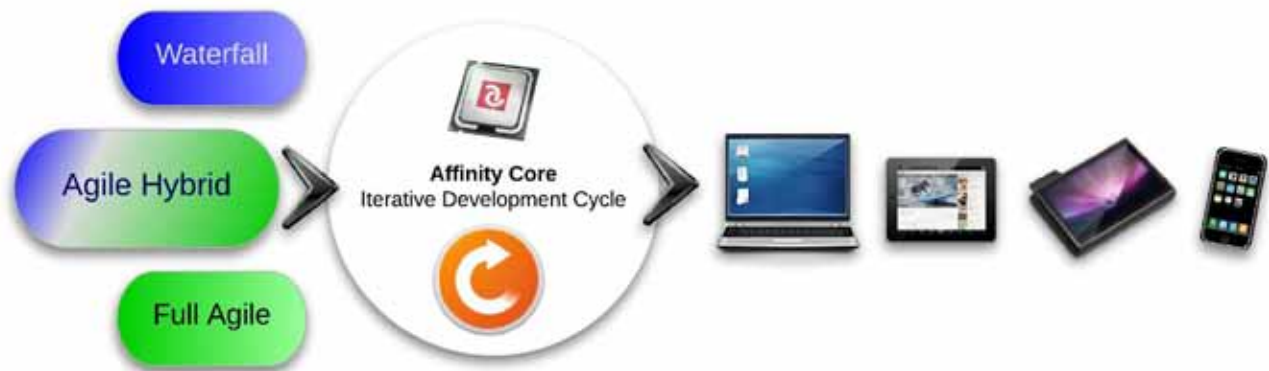 Waterfall
Agile Hybrid
Full Agile
Affinity Core
Iterative Development Cycle